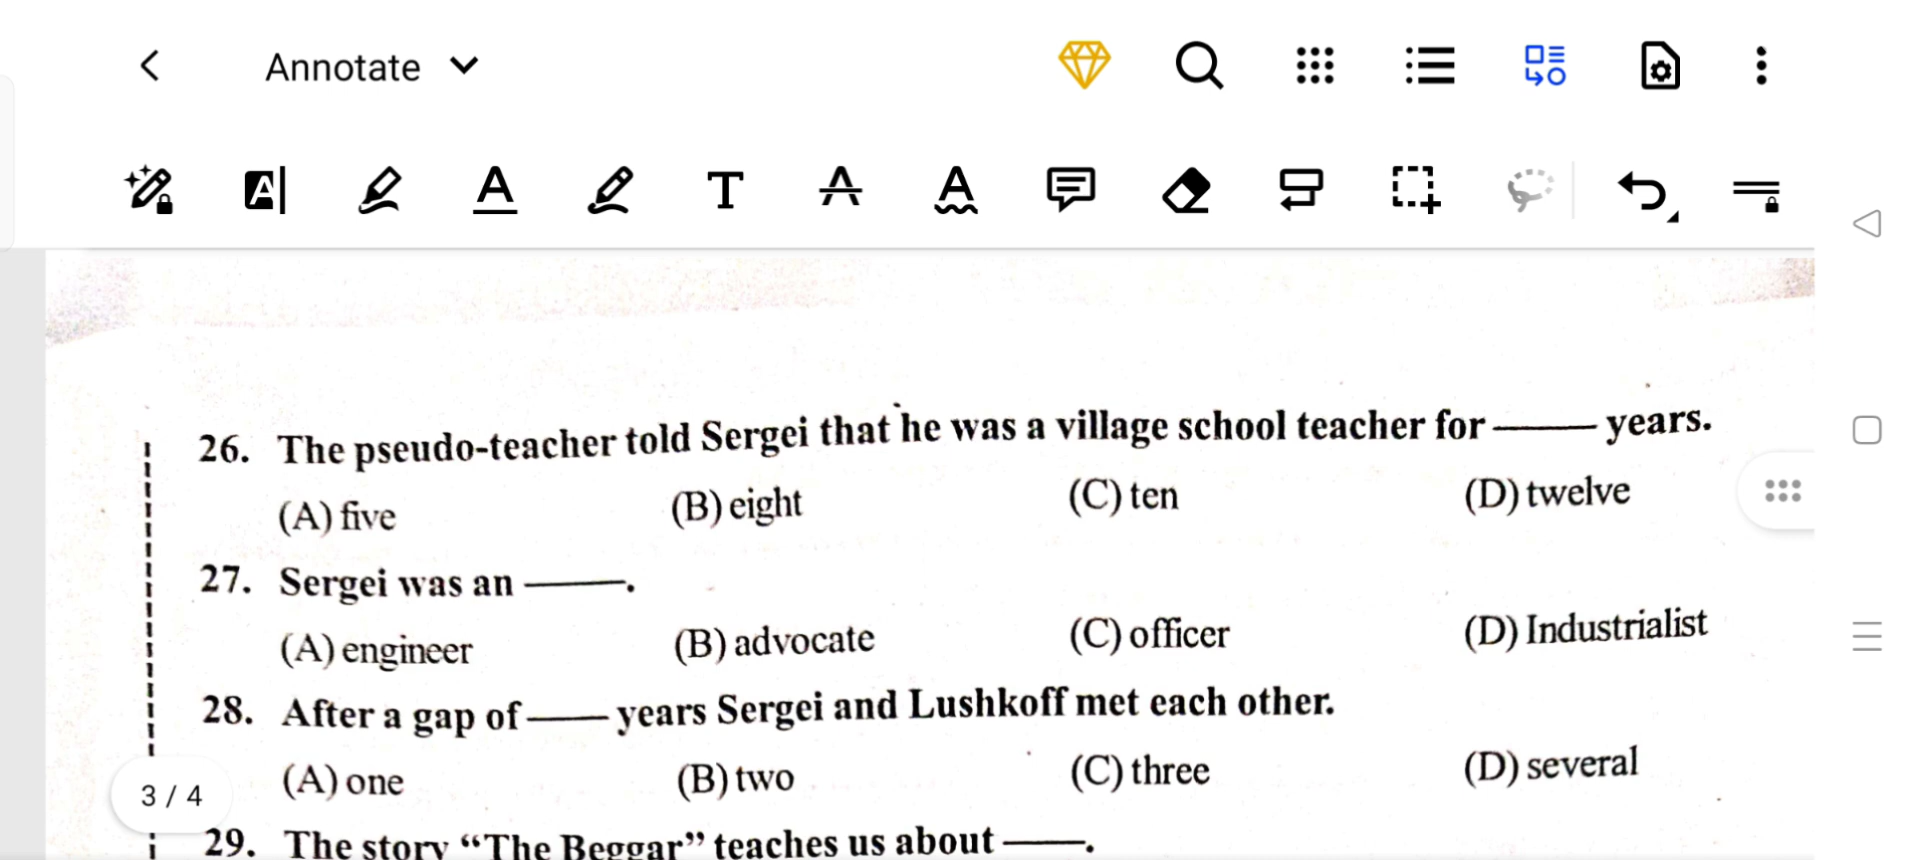 Annotate
26. The pseudo-teacher told Sergei that he was a village school teacher for —— years.
(A) five (B) eight (C) ten (D) twelve
27. Sergei was an ——.
(A) engineer (B) advocate (C) officer (D) Industrialist
28. After a gap of —— years Sergei and Lushkoff met each other.
(A) one (B) two (C) three (D) several
3 / 4
29. The story “The Beggar” teaches us about ——.